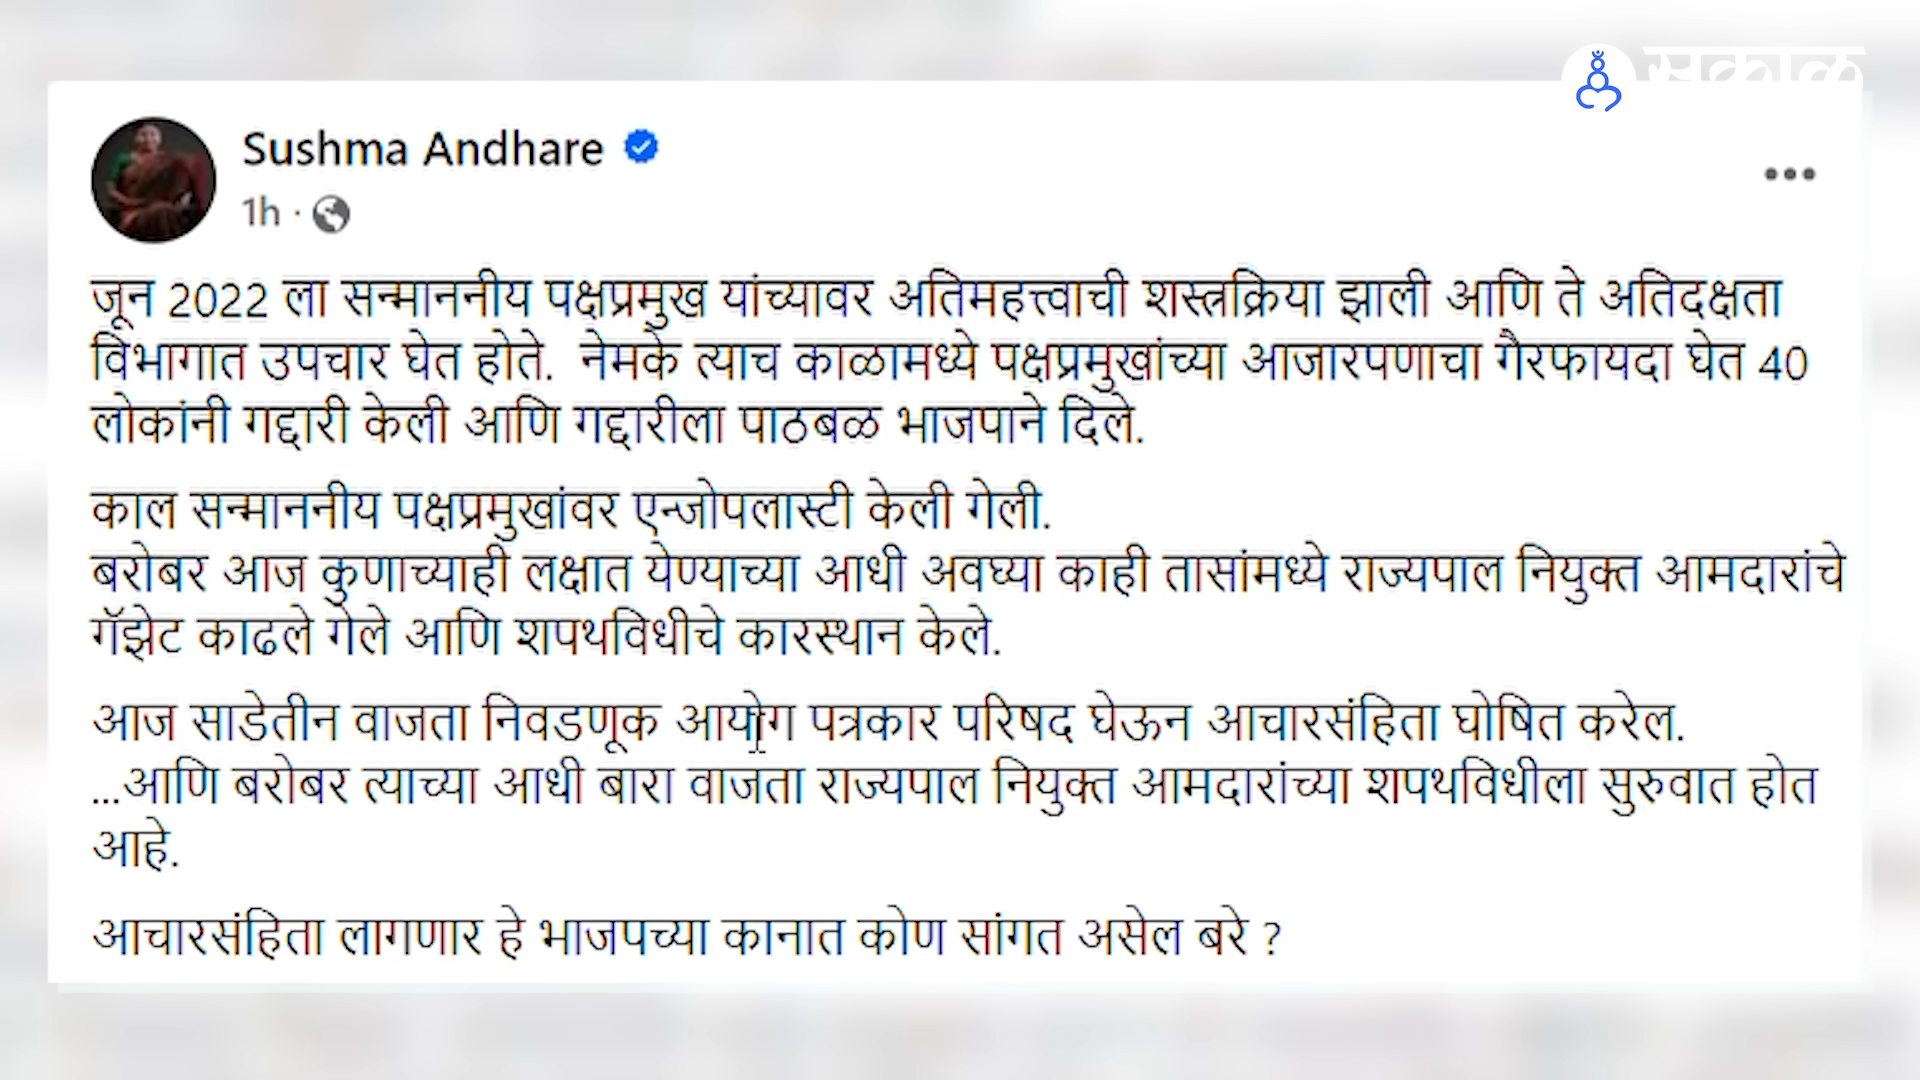 सकाळ
Sushma Andhare
1h ·
जून 2022 ला सन्माननीय पक्षप्रमुख यांच्यावर अतिमहत्त्वाची शस्त्रक्रिया झाली आणि ते अतिदक्षता
विभागात उपचार घेत होते. नेमके त्याच काळामध्ये पक्षप्रमुखांच्या आजारपणाचा गैरफायदा घेत 40
लोकांनी गद्दारी केली आणि गद्दारीला पाठबळ भाजपाने दिले.
काल सन्माननीय पक्षप्रमुखांवर एन्जोप्लास्टी केली गेली.
बरोबर आज कुणाच्याही लक्षात येण्याच्या आधी अवघ्या काही तासांमध्ये राज्यपाल नियुक्त आमदारांचे
गॅझेट काढले गेले आणि शपथविधीचे कारस्थान केले.
आज साडेतीन वाजता निवडणूक आयोग पत्रकार परिषद घेऊन आचारसंहिता घोषित करेल.
...आणि बरोबर त्याच्या आधी बारा वाजता राज्यपाल नियुक्त आमदारांच्या शपथविधीला सुरुवात होत
आहे.
आचारसंहिता लागणार हे भाजपच्या कानात कोण सांगत असेल बरे ?